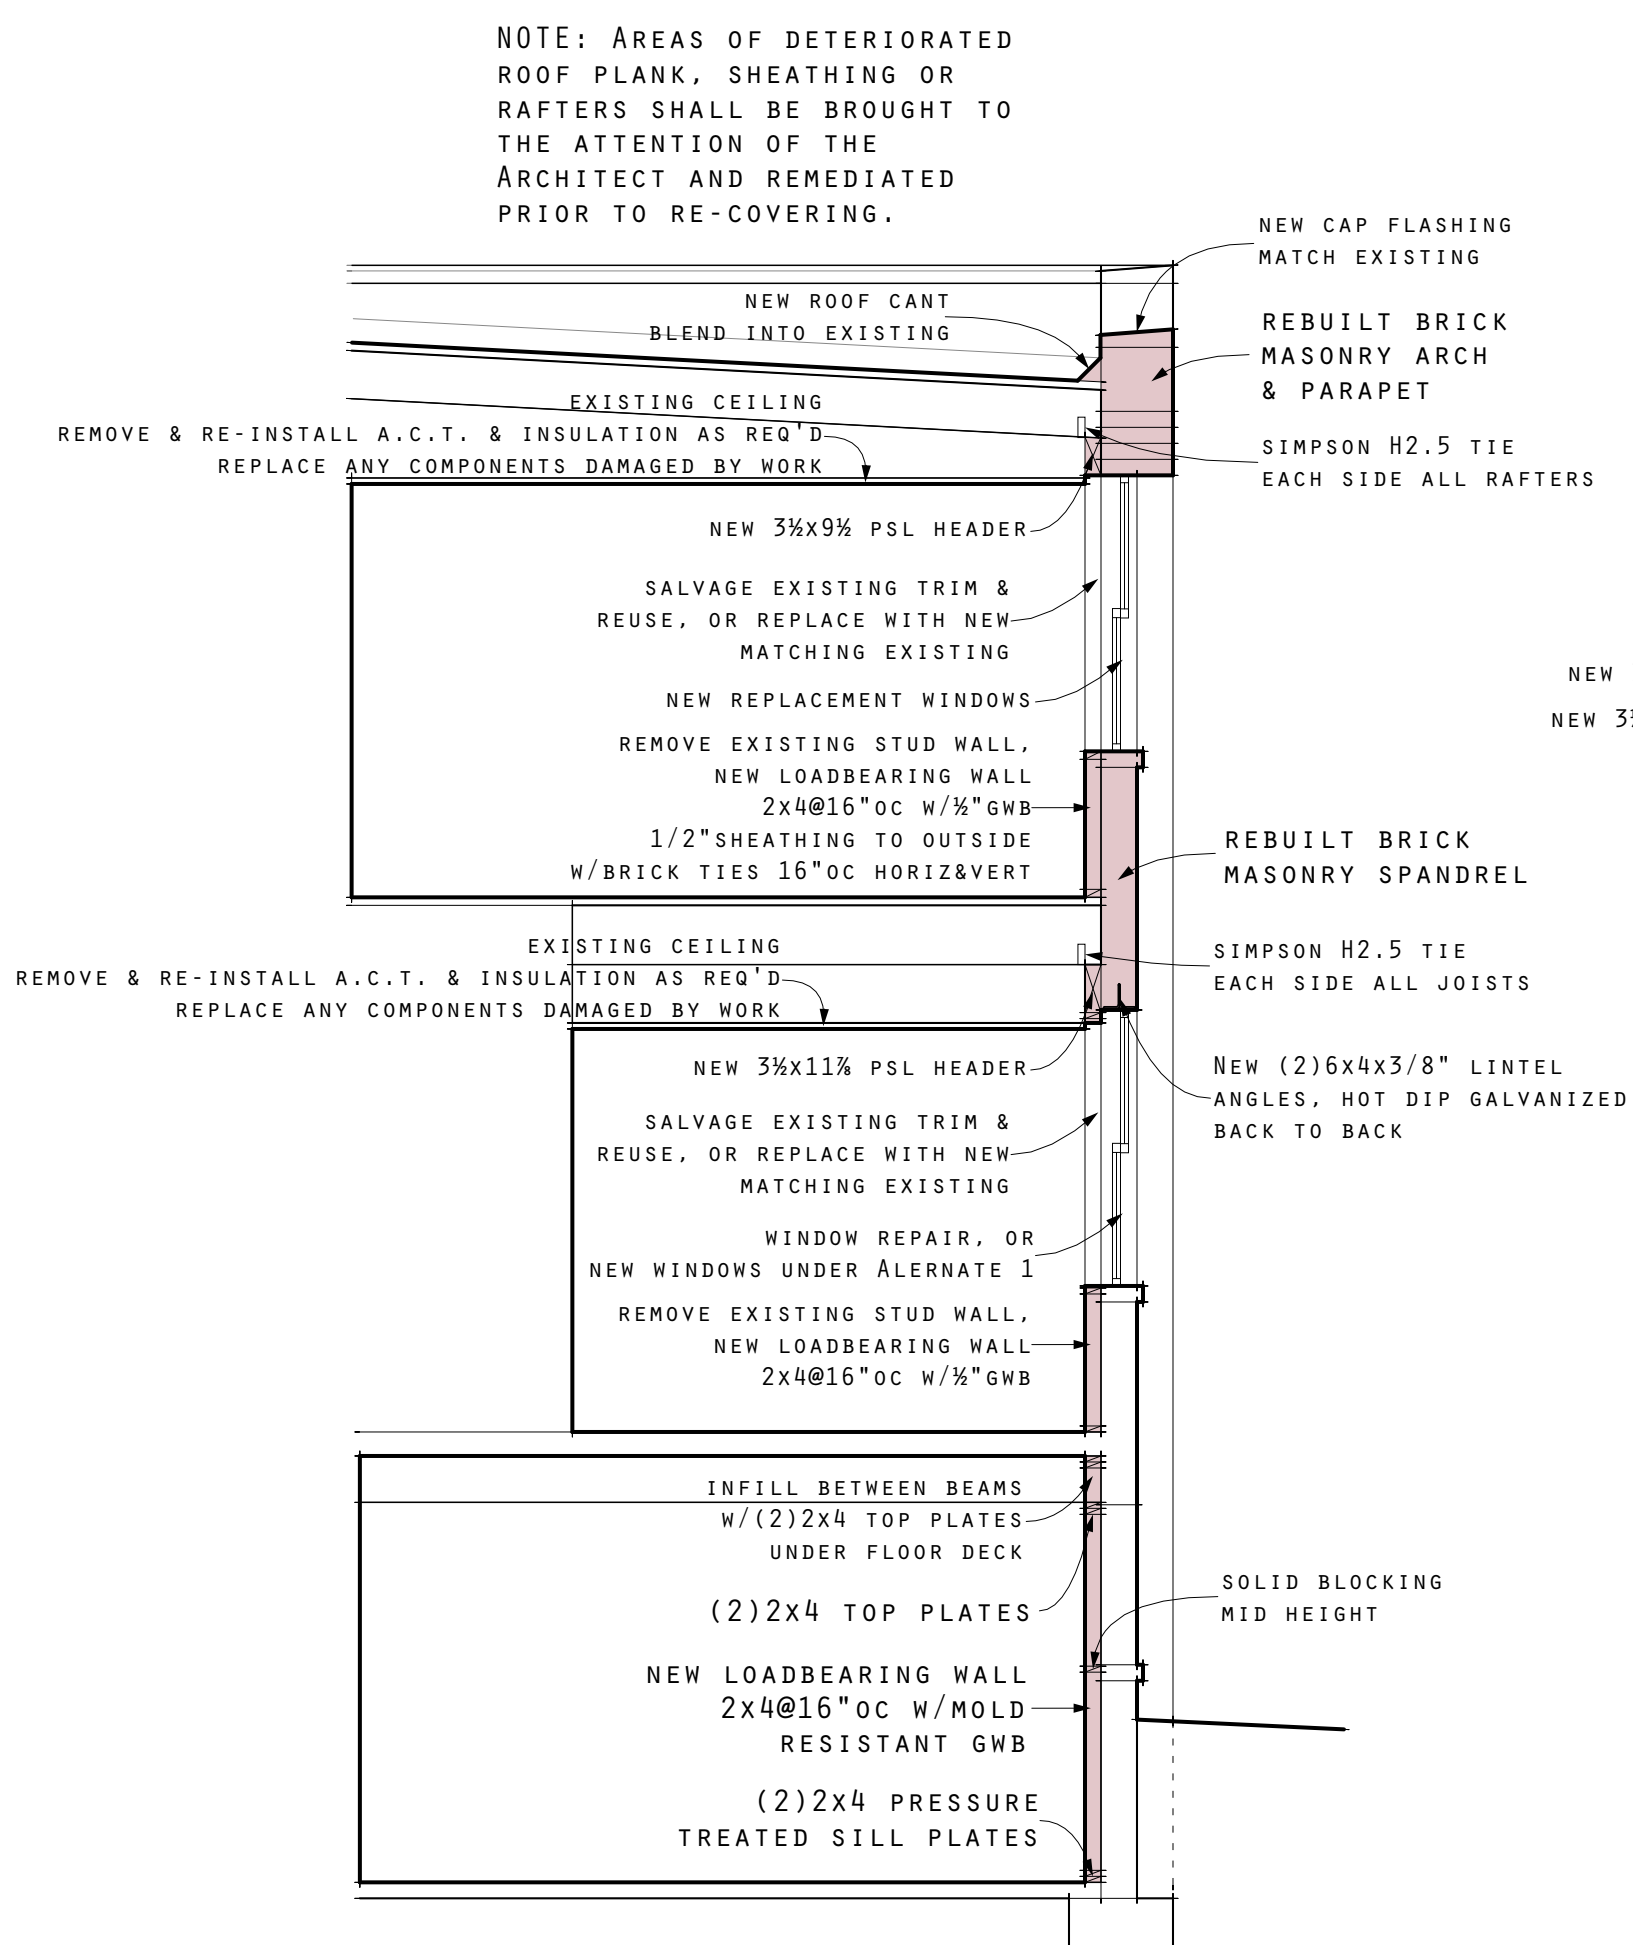 NOTE: AREAS OF DETERIORATED
ROOF PLANK, SHEATHING OR
RAFTERS SHALL BE BROUGHT TO
THE ATTENTION OF THE
ARCHITECT AND REMEDIATED
PRIOR TO RE-COVERING.
NEW CAP FLASHING
MATCH EXISTING
NEW ROOF CANT
BLEND INTO EXISTING
REBUILT BRICK
MASONRY ARCH
& PARAPET
EXISTING CEILING
REMOVE & RE-INSTALL A.C.T. & INSULATION AS REQ'D
REPLACE ANY COMPONENTS DAMAGED BY WORK
SIMPSON H2.5 TIE
EACH SIDE ALL RAFTERS
NEW 3½X9½ PSL HEADER
SALVAGE EXISTING TRIM &
REUSE, OR REPLACE WITH NEW
MATCHING EXISTING
NEW REPLACEMENT WINDOWS
NEW
NEW 3½
REMOVE EXISTING STUD WALL,
NEW LOADBEARING WALL
2X4@16"OC W/½"GWB
1/2"SHEATHING TO OUTSIDE
W/BRICK TIES 16"OC HORIZ&VERT
REBUILT BRICK
MASONRY SPANDREL
EXISTING CEILING
REMOVE & RE-INSTALL A.C.T. & INSULATION AS REQ'D
REPLACE ANY COMPONENTS DAMAGED BY WORK
SIMPSON H2.5 TIE
EACH SIDE ALL JOISTS
NEW 3½X11⅞ PSL HEADER
NEW (2)6X4X3/8" LINTEL
ANGLES, HOT DIP GALVANIZED
BACK TO BACK
SALVAGE EXISTING TRIM &
REUSE, OR REPLACE WITH NEW
MATCHING EXISTING
WINDOW REPAIR, OR
NEW WINDOWS UNDER ALERNATE 1
REMOVE EXISTING STUD WALL,
NEW LOADBEARING WALL
2X4@16"OC W/½"GWB
INFILL BETWEEN BEAMS
W/(2)2X4 TOP PLATES
UNDER FLOOR DECK
(2)2X4 TOP PLATES
SOLID BLOCKING
MID HEIGHT
NEW LOADBEARING WALL
2X4@16"OC W/MOLD
RESISTANT GWB
(2)2X4 PRESSURE
TREATED SILL PLATES